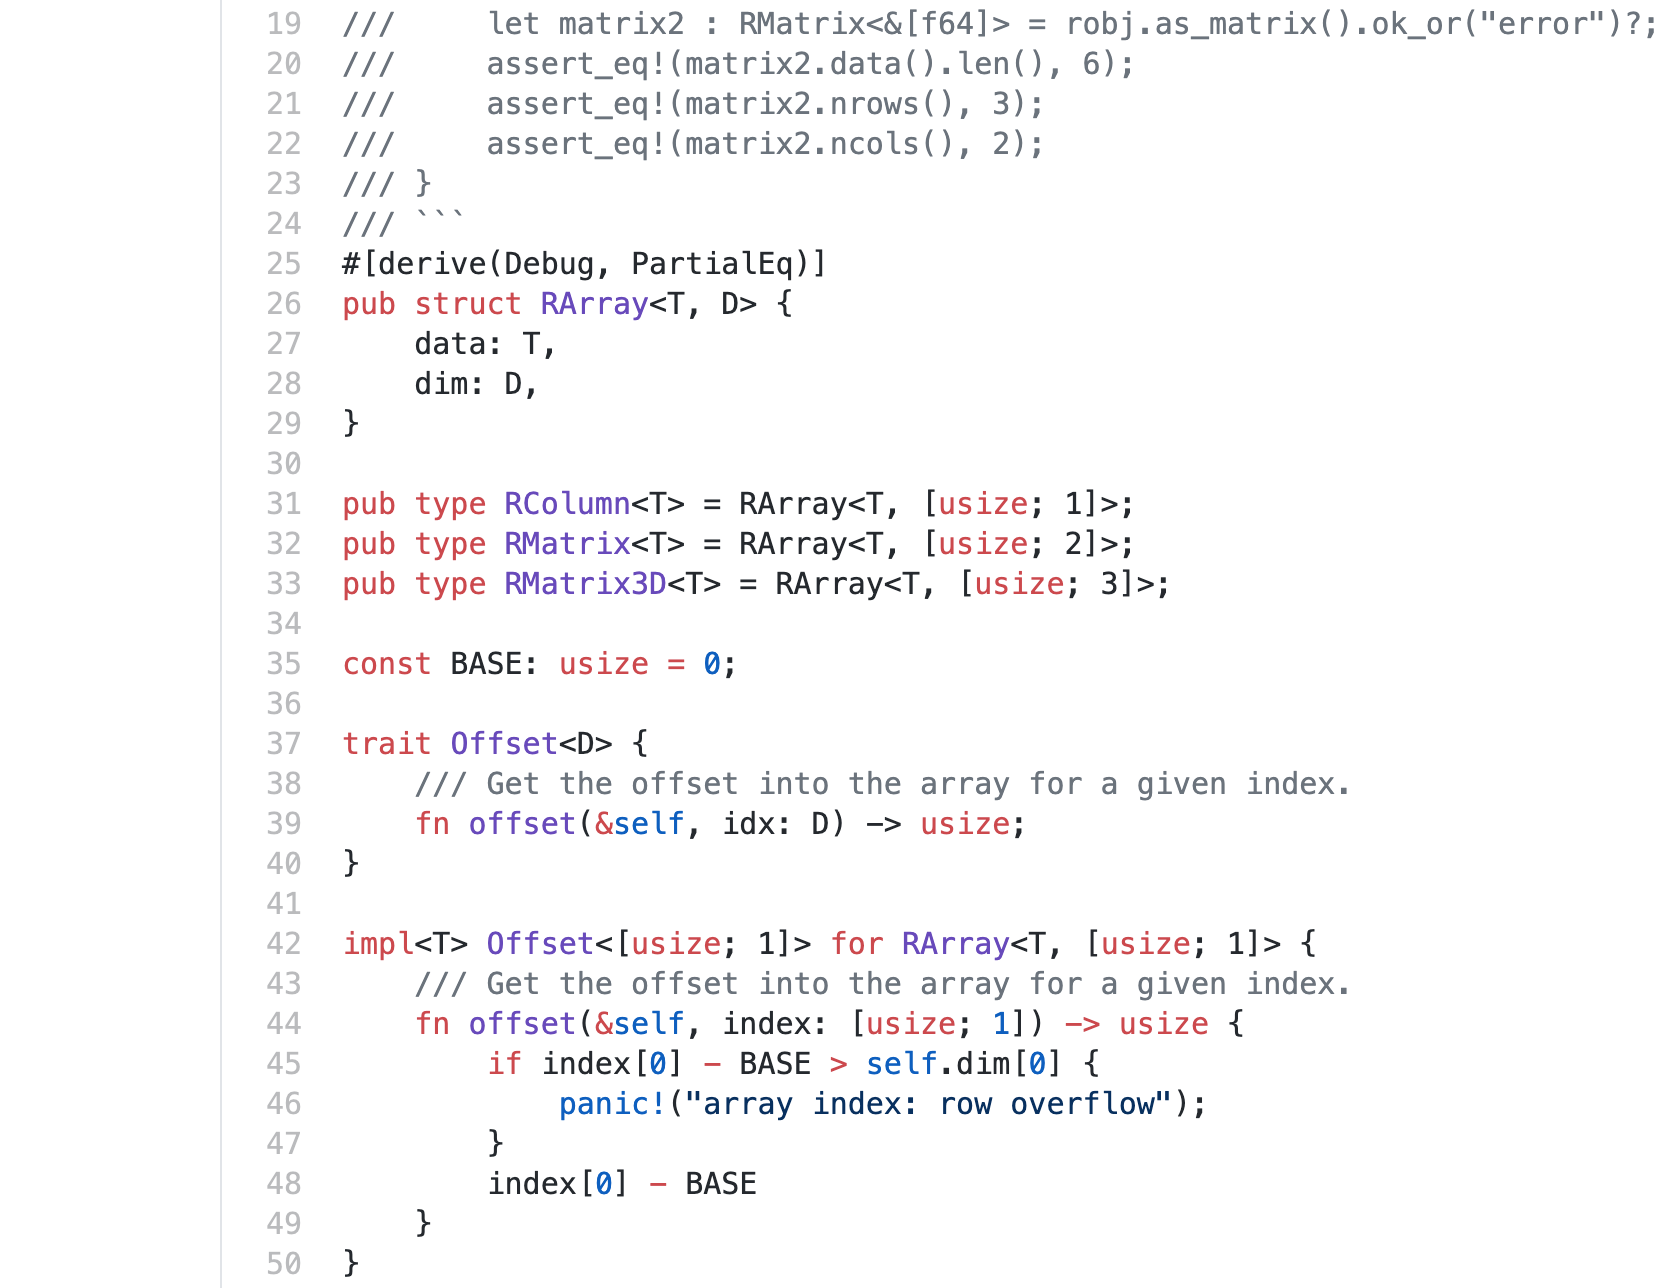 19 ///     let matrix2 : RMatrix<&[f64]> = robj.as_matrix().ok_or("error")?;
20 ///     assert_eq!(matrix2.data().len(), 6);
21 ///     assert_eq!(matrix2.nrows(), 3);
22 ///     assert_eq!(matrix2.ncols(), 2);
23 /// }
24 /// ```
25 #[derive(Debug, PartialEq)]
26 pub struct RArray<T, D> {
27     data: T,
28     dim: D,
29 }
30
31 pub type RColumn<T> = RArray<T, [usize; 1]>;
32 pub type RMatrix<T> = RArray<T, [usize; 2]>;
33 pub type RMatrix3D<T> = RArray<T, [usize; 3]>;
34
35 const BASE: usize = 0;
36
37 trait Offset<D> {
38     /// Get the offset into the array for a given index.
39     fn offset(&self, idx: D) -> usize;
40 }
41
42 impl<T> Offset<[usize; 1]> for RArray<T, [usize; 1]> {
43     /// Get the offset into the array for a given index.
44     fn offset(&self, index: [usize; 1]) -> usize {
45         if index[0] - BASE > self.dim[0] {
46             panic!("array index: row overflow");
47         }
48         index[0] - BASE
49     }
50 }